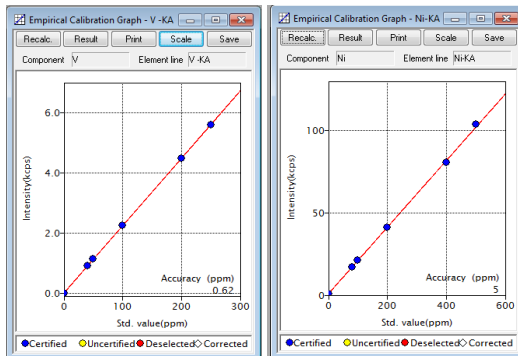 Empirical Calibration Graph - V -KA
Recalc. Result Print Scale Save
Component V Element line V -KA
Intensity(kcps)
6.0
4.0
2.0
0.0
Accuracy (ppm)
0.62
0 100 200 300
Std. value(ppm)
Certified Uncertified Deselected Corrected
Empirical Calibration Graph - Ni-KA
Recalc. Result Print Scale Save
Component Ni Element line Ni-KA
Intensity(kcps)
100
50
0
Accuracy (ppm)
5
0 200 400 600
Std. value(ppm)
Certified Uncertified Deselected Corrected